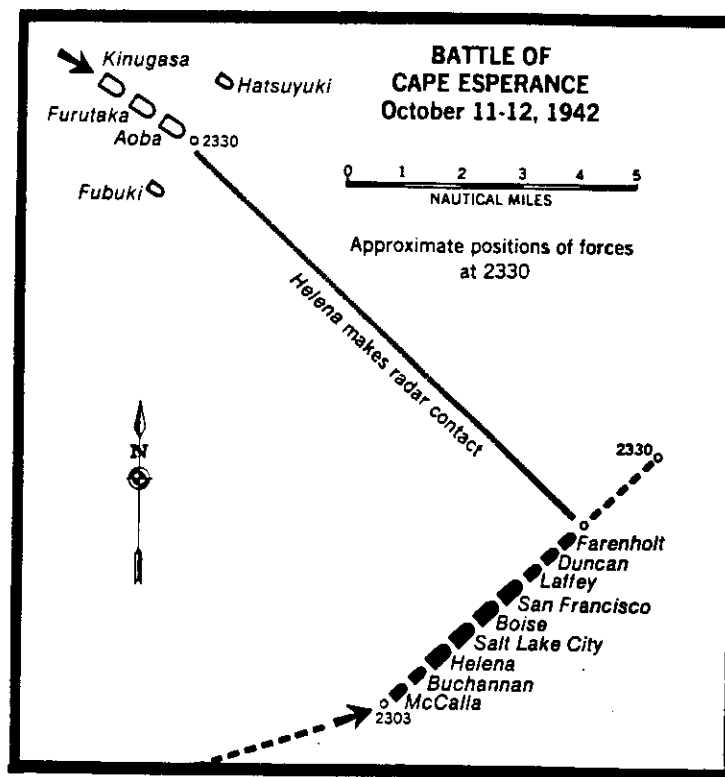 BATTLE OF
CAPE ESPERANCE
October 11-12, 1942
Kinugasa
Hatsuyuki
Furutaka
Aoba
2330
Fubuki
0 1 2 3 4 5
NAUTICAL MILES
Approximate positions of forces
at 2330
Helena makes radar contact
N
2330
Farenholt
Duncan
Laffey
San Francisco
Boise
Salt Lake City
Helena
Buchannan
McCalla
2303